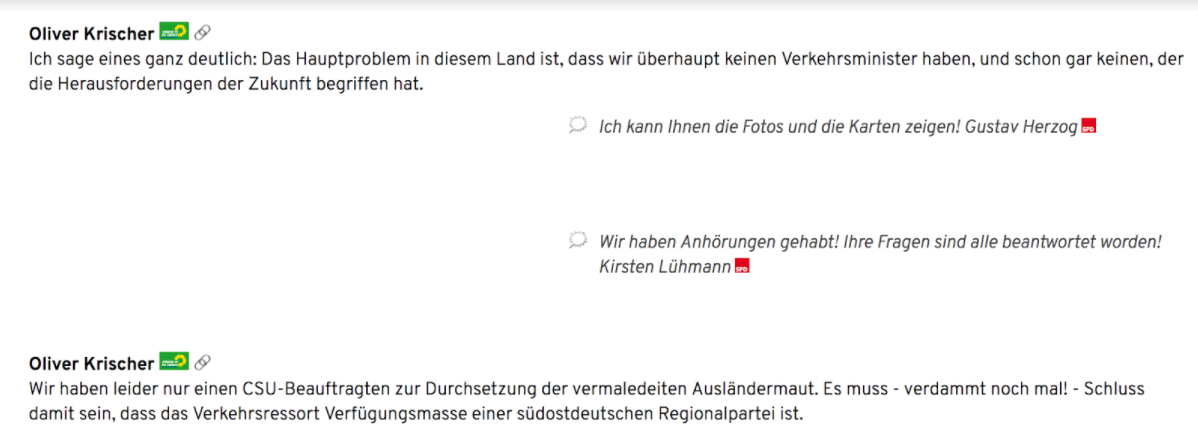 Oliver Krischer
Ich sage eines ganz deutlich: Das Hauptproblem in diesem Land ist, dass wir überhaupt keinen Verkehrsminister haben, und schon gar keinen, der
die Herausforderungen der Zukunft begriffen hat.
Ich kann Ihnen die Fotos und die Karten zeigen! Gustav Herzog SPD
Wir haben Anhörungen gehabt! Ihre Fragen sind alle beantwortet worden!
Kirsten Lühmann SPD
Oliver Krischer
Wir haben leider nur einen CSU-Beauftragten zur Durchsetzung der vermaledeiten Ausländermaut. Es muss - verdammt noch mal! - Schluss
damit sein, dass das Verkehrsressort Verfügungsmasse einer südostdeutschen Regionalpartei ist.